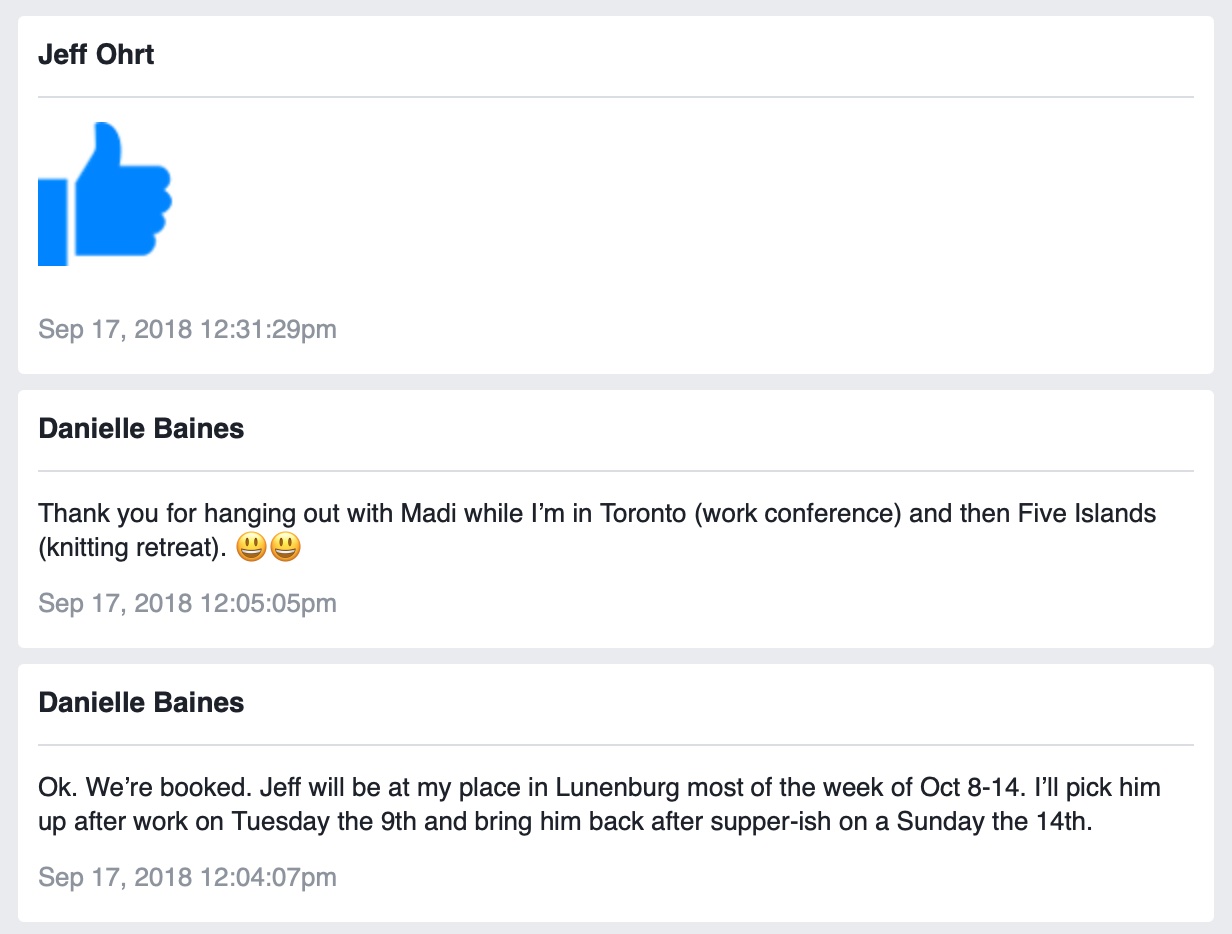 Jeff Ohrt
Sep 17, 2018 12:31:29pm
Danielle Baines
Thank you for hanging out with Madi while I’m in Toronto (work conference) and then Five Islands
(knitting retreat). 😃😃
Sep 17, 2018 12:05:05pm
Danielle Baines
Ok. We’re booked. Jeff will be at my place in Lunenburg most of the week of Oct 8-14. I’ll pick him
up after work on Tuesday the 9th and bring him back after supper-ish on a Sunday the 14th.
Sep 17, 2018 12:04:07pm